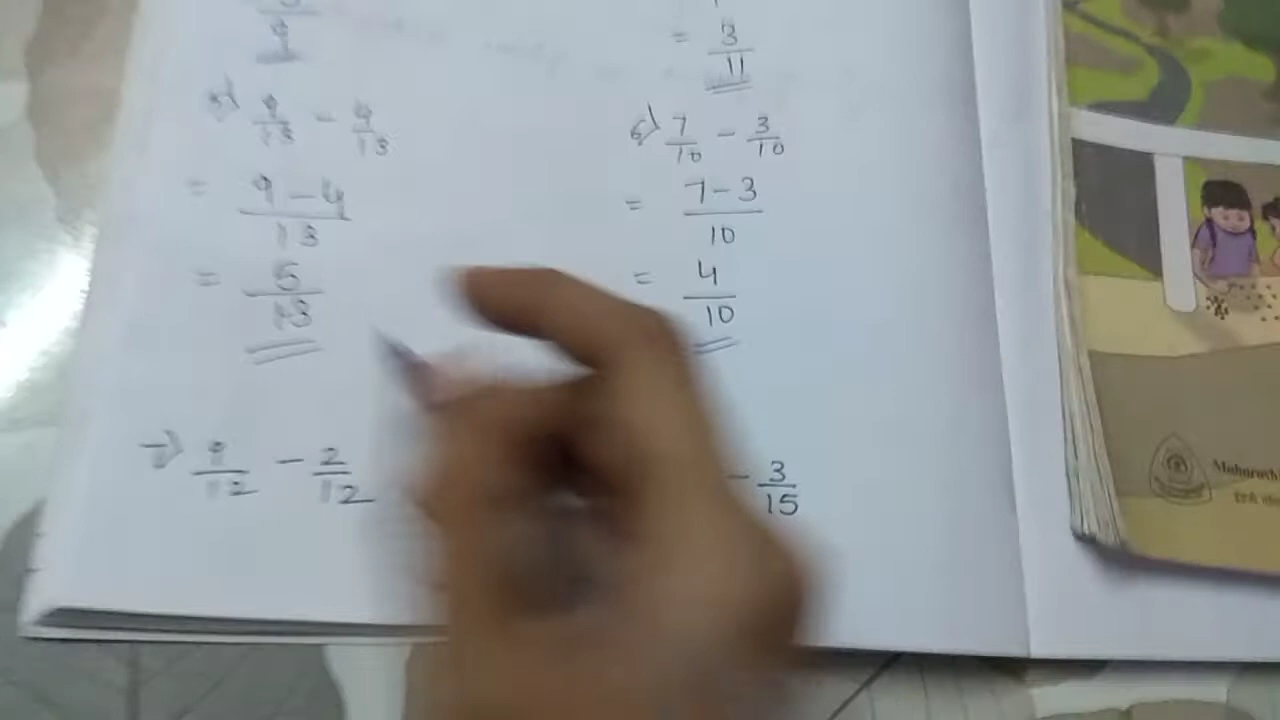 = 3/11
5) 9/13 - 4/13
= 9-4/13
= 5/13
6) 7/10 - 3/10
= 7-3/10
= 4/10
7) 9/12 - 2/12
- 3/15